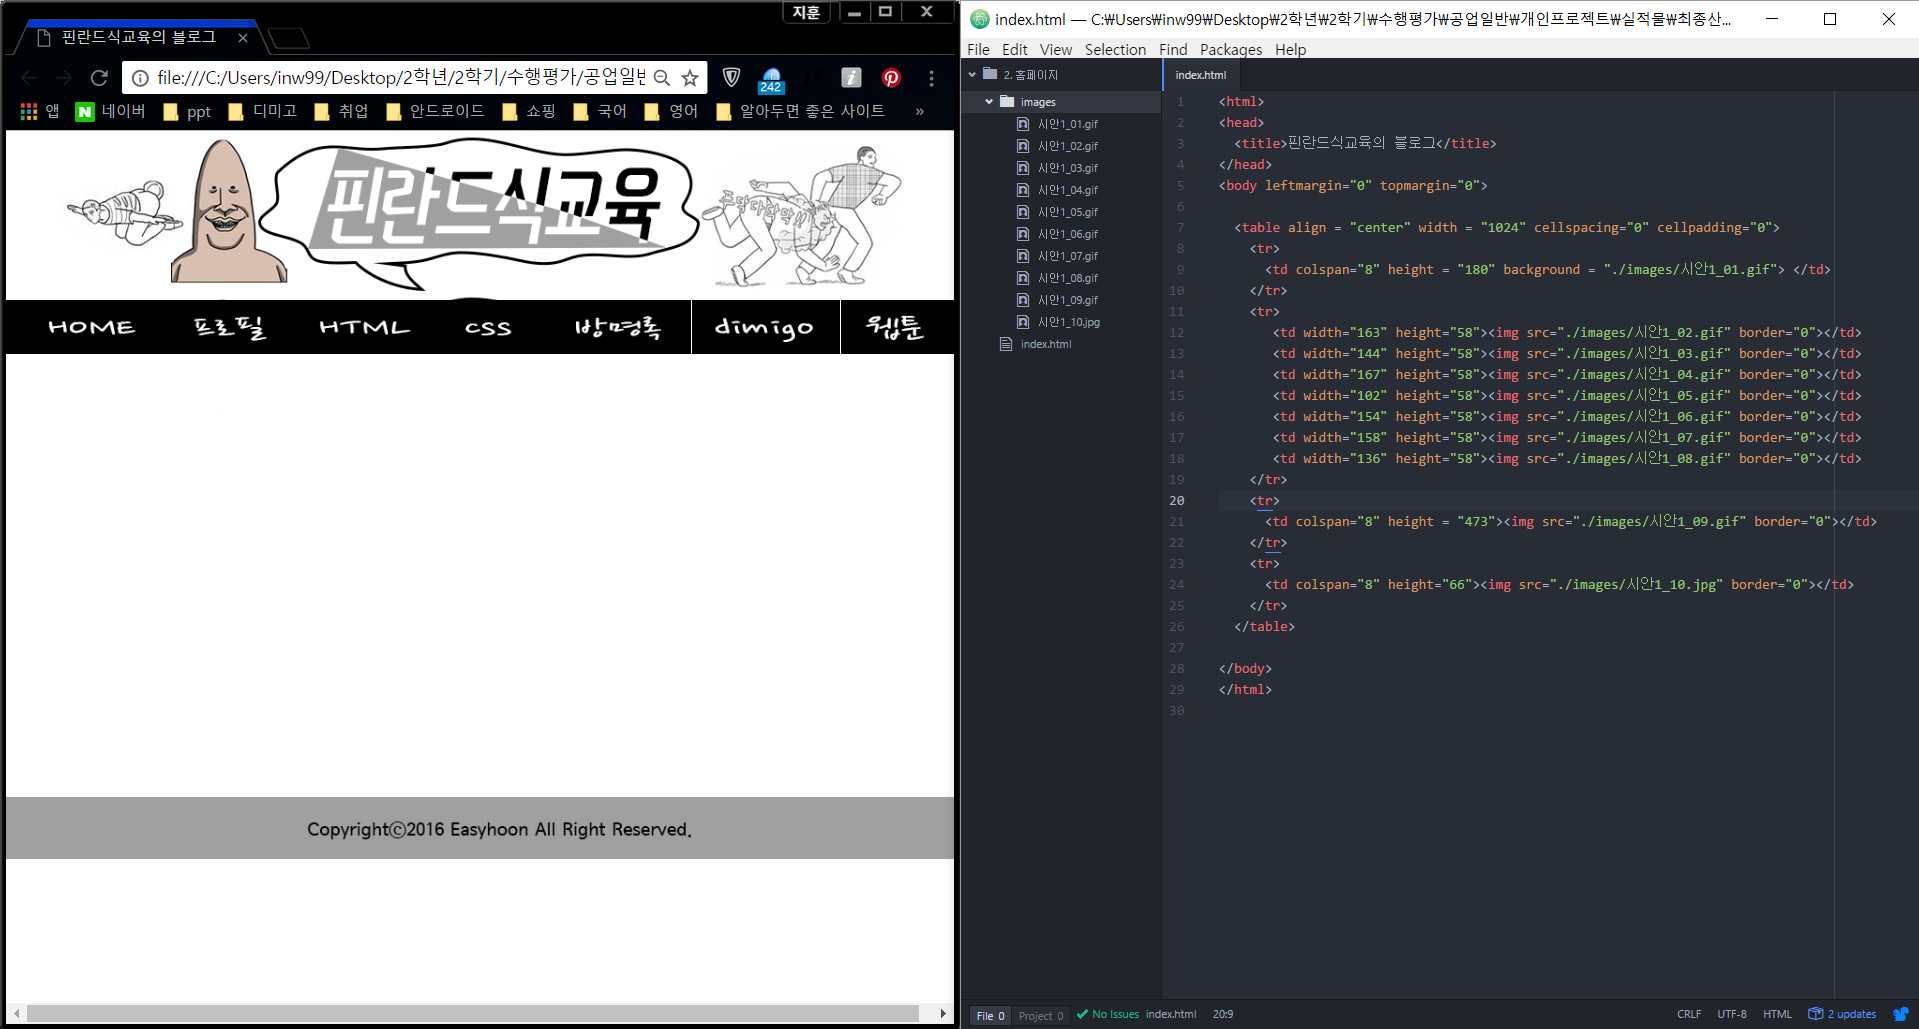 지훈
핀란드식교육의 블로그
file:///C:/Users/inw99/Desktop/2학년/2학기/수행평가/공업일반
242
앱 네이버 ppt 디미고 취업 안드로이드 쇼핑 국어 영어 알아두면 좋은 사이트 »
핀란드식교육
푸닥다닥닥!!
HOME 프로필 HTML CSS 방명록 dimigo 웹툰
Copyrightⓒ2016 Easyhoon All Right Reserved.
index.html — C:₩Users₩inw99₩Desktop₩2학년₩2학기₩수행평가₩공업일반₩개인프로젝트₩실적물₩최종산...
File Edit View Selection Find Packages Help
2. 홈페이지
images
시안1_01.gif
시안1_02.gif
시안1_03.gif
시안1_04.gif
시안1_05.gif
시안1_06.gif
시안1_07.gif
시안1_08.gif
시안1_09.gif
시안1_10.jpg
index.html
index.html
1 <html>
2 <head>
3 <title>핀란드식교육의 블로그</title>
4 </head>
5 <body leftmargin="0" topmargin="0">
6
7 <table align = "center" width = "1024" cellspacing="0" cellpadding="0">
8 <tr>
9 <td colspan="8" height = "180" background = "./images/시안1_01.gif"> </td>
10 </tr>
11 <tr>
12 <td width="163" height="58"><img src="./images/시안1_02.gif" border="0"></td>
13 <td width="144" height="58"><img src="./images/시안1_03.gif" border="0"></td>
14 <td width="167" height="58"><img src="./images/시안1_04.gif" border="0"></td>
15 <td width="102" height="58"><img src="./images/시안1_05.gif" border="0"></td>
16 <td width="154" height="58"><img src="./images/시안1_06.gif" border="0"></td>
17 <td width="158" height="58"><img src="./images/시안1_07.gif" border="0"></td>
18 <td width="136" height="58"><img src="./images/시안1_08.gif" border="0"></td>
19 </tr>
20 <tr>
21 <td colspan="8" height = "473"><img src="./images/시안1_09.gif" border="0"></td>
22 </tr>
23 <tr>
24 <td colspan="8" height="66"><img src="./images/시안1_10.jpg" border="0"></td>
25 </tr>
26 </table>
27
28 </body>
29 </html>
30
File 0 Project 0 No Issues index.html 20:9 CRLF UTF-8 HTML 2 updates